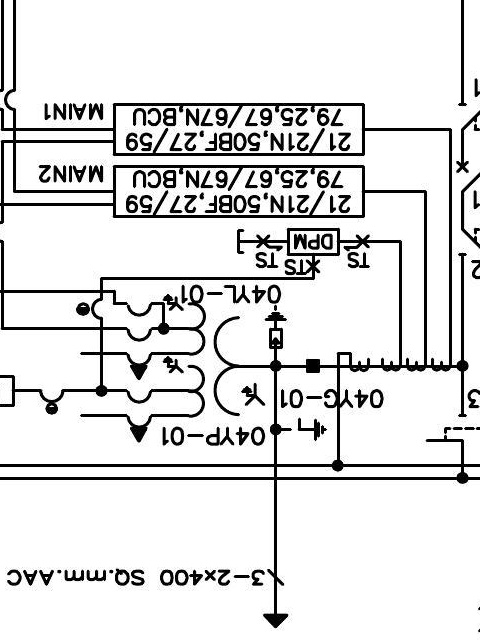 3-2x400 SQ.mm.AAC
04YP-01
04YG-01
04YL-01
TS
TS
TS
DPM
21/21N,50BF,27/59
79,25,67/67N,BCU
MAIN2
21/21N,50BF,27/59
79,25,67/67N,BCU
MAIN1